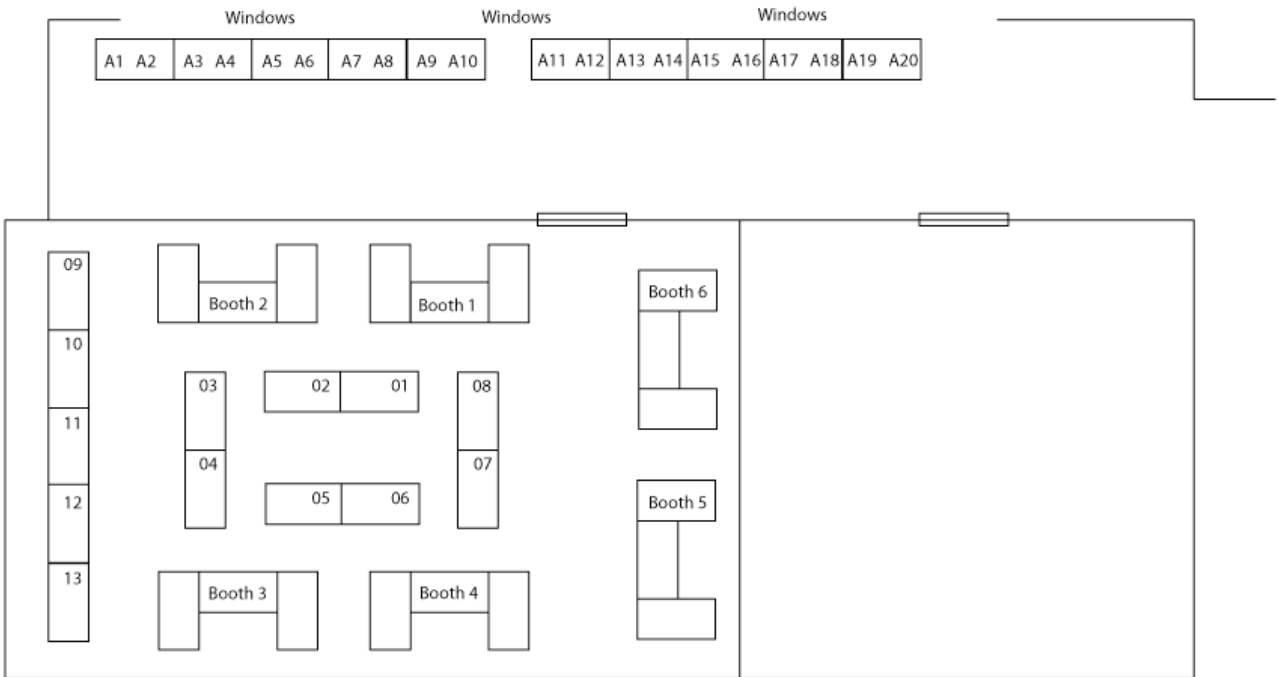 Windows Windows Windows
A1 A2 A3 A4 A5 A6 A7 A8 A9 A10 A11 A12 A13 A14 A15 A16 A17 A18 A19 A20
09
Booth 2 Booth 1 Booth 6
10
03 02 01 08
11
04 07
12 05 06 Booth 5
13
Booth 3 Booth 4